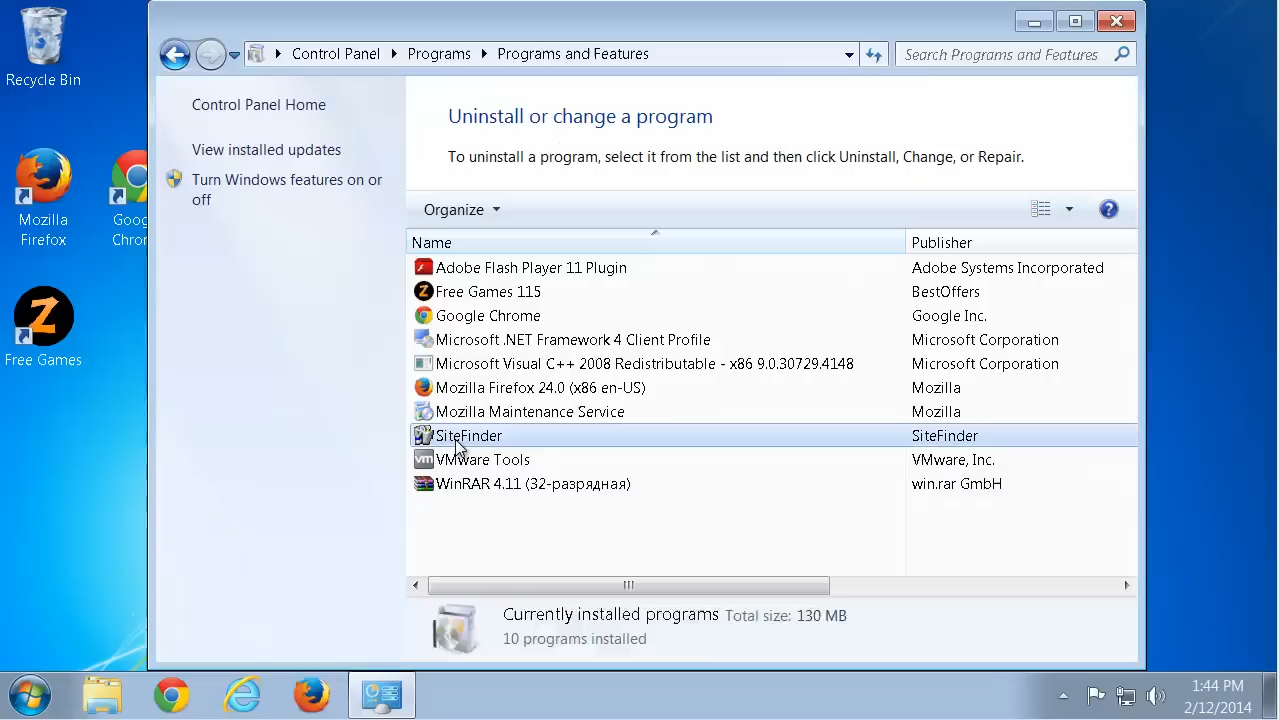 Recycle Bin
Mozilla
Firefox
Goog
Chron
Free Games
Control Panel
Programs
Programs and Features
Search Programs and Features
Control Panel Home
View installed updates
Turn Windows features on or
off
Uninstall or change a program
To uninstall a program, select it from the list and then click Uninstall, Change, or Repair.
Organize
Name Publisher
Adobe Flash Player 11 Plugin Adobe Systems Incorporated
Free Games 115 BestOffers
Google Chrome Google Inc.
Microsoft .NET Framework 4 Client Profile Microsoft Corporation
Microsoft Visual C++ 2008 Redistributable - x86 9.0.30729.4148 Microsoft Corporation
Mozilla Firefox 24.0 (x86 en-US) Mozilla
Mozilla Maintenance Service Mozilla
SiteFinder SiteFinder
VMware Tools VMware, Inc.
WinRAR 4.11 (32-разрядная) win.rar GmbH
Currently installed programs Total size: 130 MB
10 programs installed
1:44 PM
2/12/2014